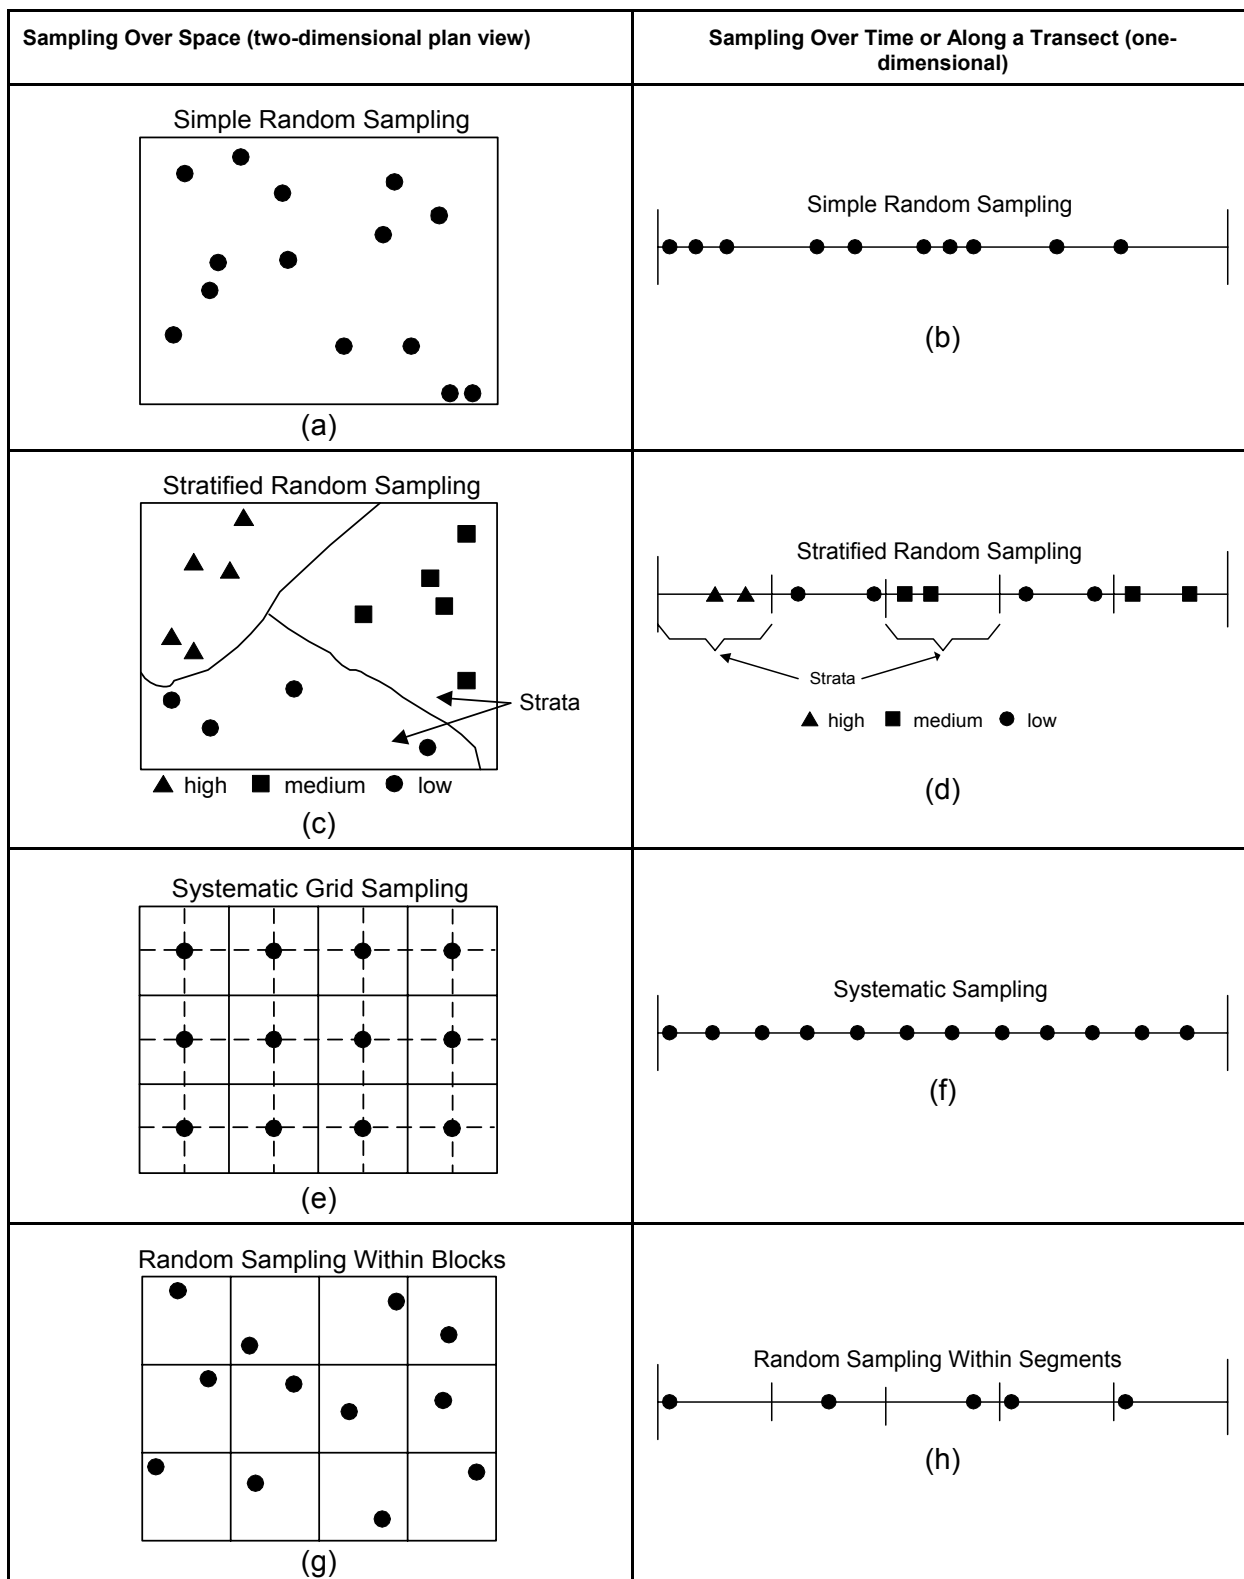 Sampling Over Space (two-dimensional plan view)
Sampling Over Time or Along a Transect (one-
dimensional)
Simple Random Sampling
(a)
Simple Random Sampling
(b)
Stratified Random Sampling
Strata
high medium low
(c)
Stratified Random Sampling
Strata
high medium low
(d)
Systematic Grid Sampling
(e)
Systematic Sampling
(f)
Random Sampling Within Blocks
(g)
Random Sampling Within Segments
(h)